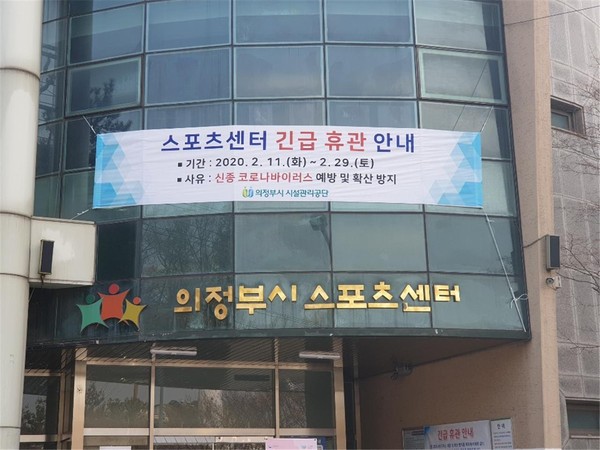 스포츠센터 긴급 휴관 안내
▪ 기간 : 2020. 2. 11.(화) ~ 2. 29.(토)
▪ 사유 : 신종 코로나바이러스 예방 및 확산 방지
의정부시 시설관리공단
의정부시 스포츠센터
긴급 휴관 안내